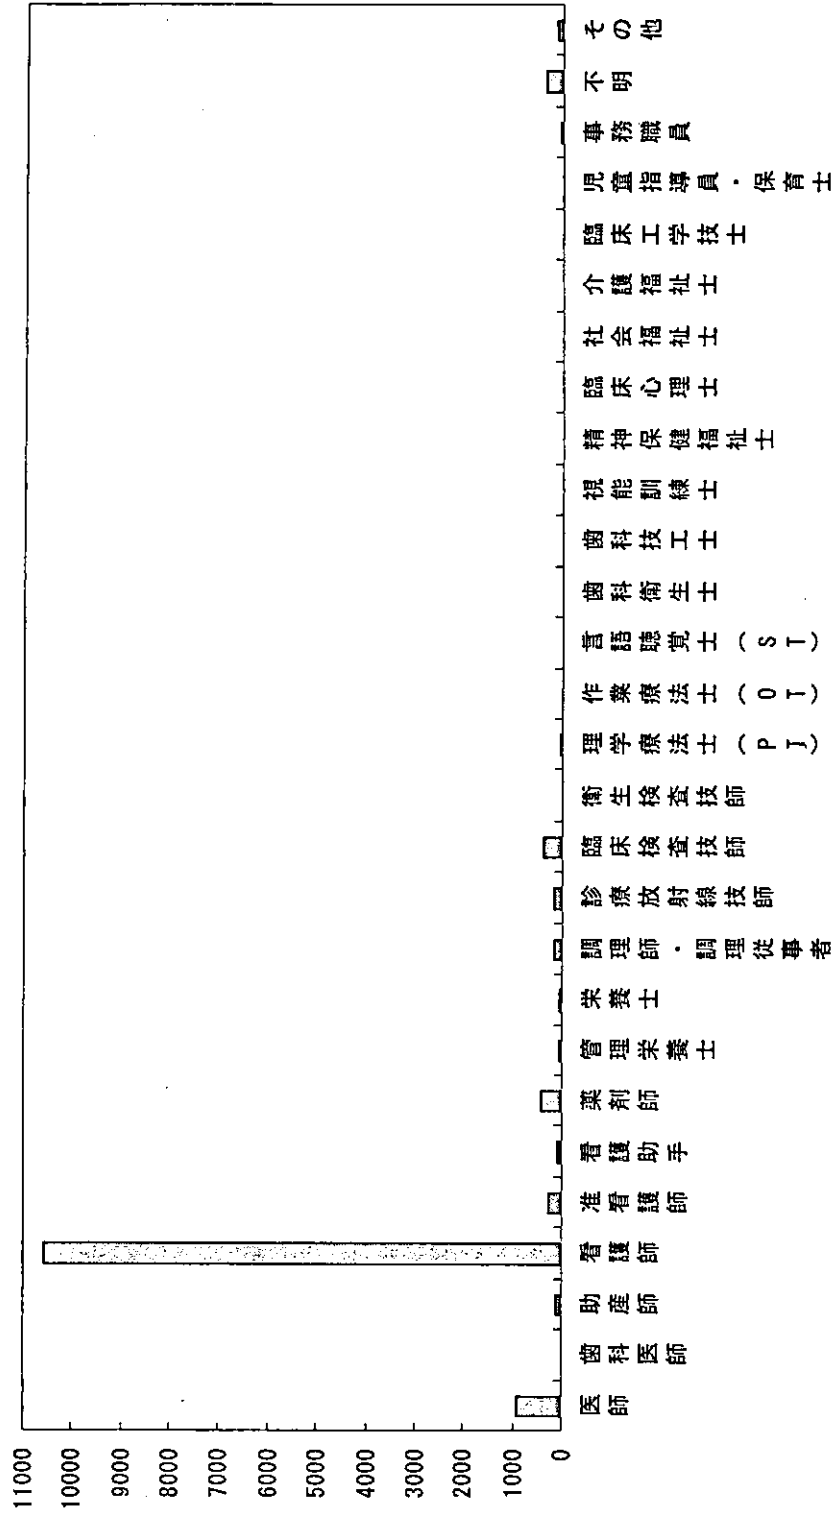 11000
10000
9000
8000
7000
6000
5000
4000
3000
2000
1000
0
医師
歯科医師
助産師
看護師
准看護師
看護助手
薬剤師
管理栄養士
栄養士
調理師・調理従事者
診療放射線技師
臨床検査技師
衛生検査技師
理学療法士(PT)
作業療法士(OT)
言語聴覚士(ST)
歯科衛生士
歯科技工士
視能訓練士
精神保健福祉士
臨床心理士
社会福祉士
介護福祉士
臨床工学技士
児童指導員・保育士
事務職員
不明
その他